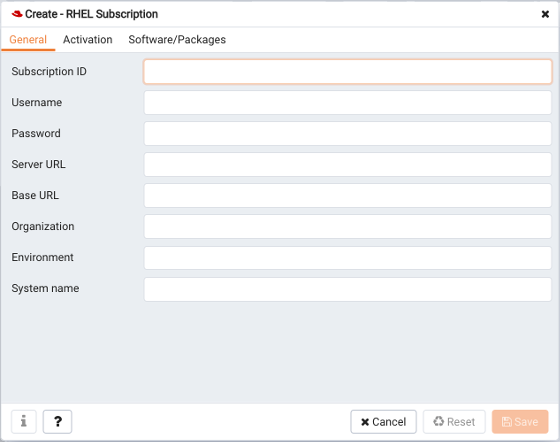 Create - RHEL Subscription
General Activation Software/Packages
Subscription ID
Username
Password
Server URL
Base URL
Organization
Environment
System name
i ? Cancel Reset Save